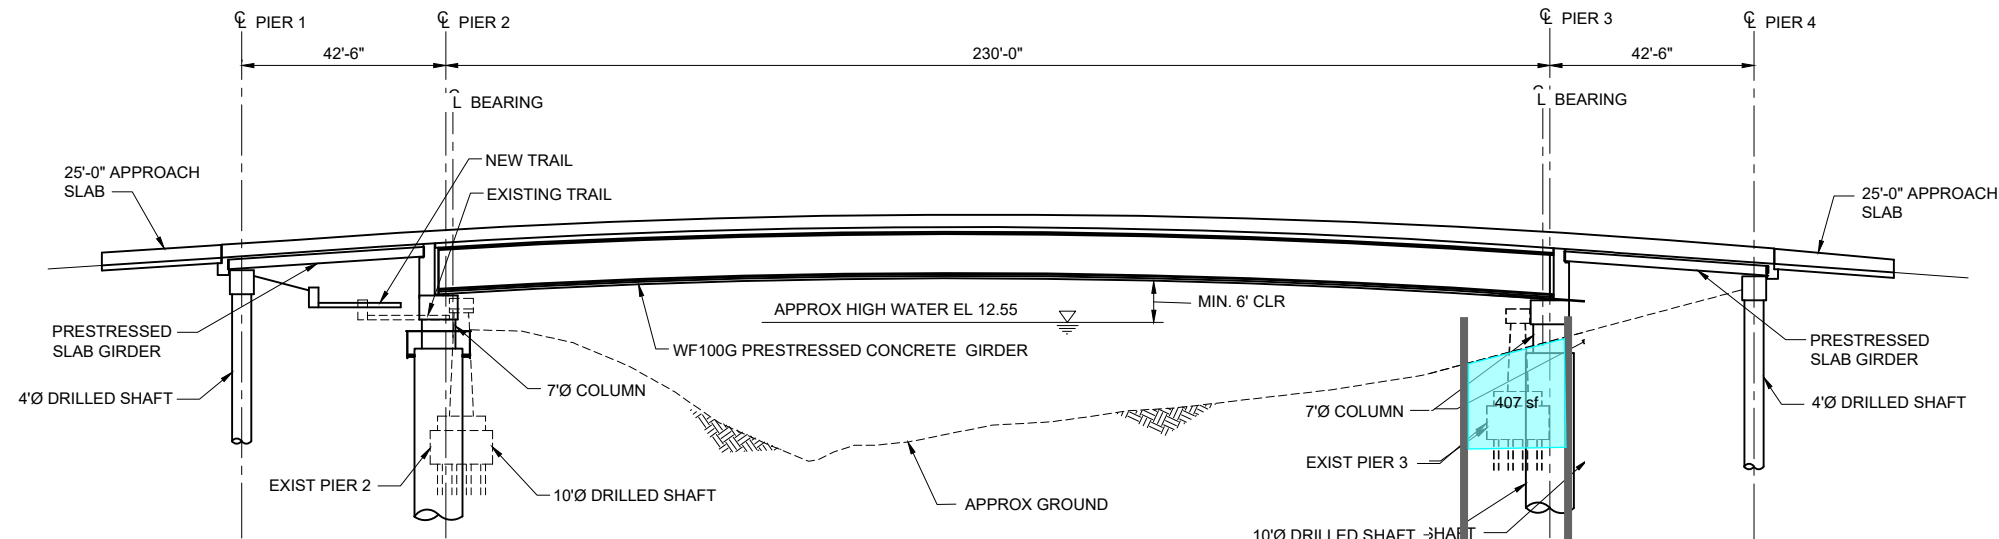 ℄ PIER 1
℄ PIER 2
℄ PIER 3
℄ PIER 4
42'-6"
230'-0"
42'-6"
℄ BEARING
℄ BEARING
NEW TRAIL
EXISTING TRAIL
25'-0" APPROACH
SLAB
25'-0" APPROACH
SLAB
APPROX HIGH WATER EL 12.55
MIN. 6' CLR
PRESTRESSED
SLAB GIRDER
WF100G PRESTRESSED CONCRETE GIRDER
PRESTRESSED
SLAB GIRDER
7'Ø COLUMN
4'Ø DRILLED SHAFT
7'Ø COLUMN
407 sf
4'Ø DRILLED SHAFT
EXIST PIER 3
EXIST PIER 2
10'Ø DRILLED SHAFT
APPROX GROUND
10'Ø DRILLED SHAFT
SHAFT